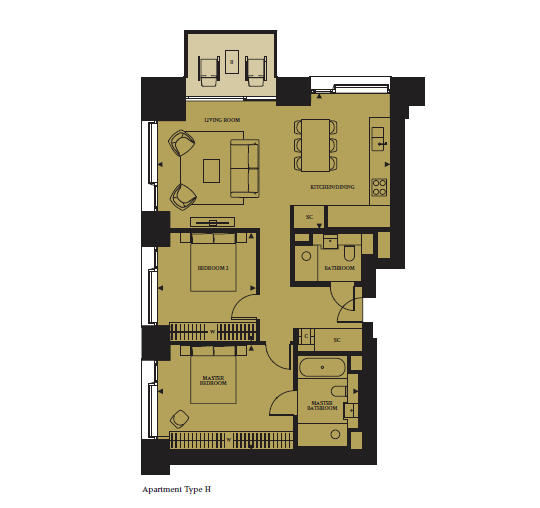 B
LIVING ROOM
KITCHEN/DINING
SC
BEDROOM 2
BATHROOM
W
C
SC
MASTER
BEDROOM
MASTER
BATHROOM
W
Apartment Type H